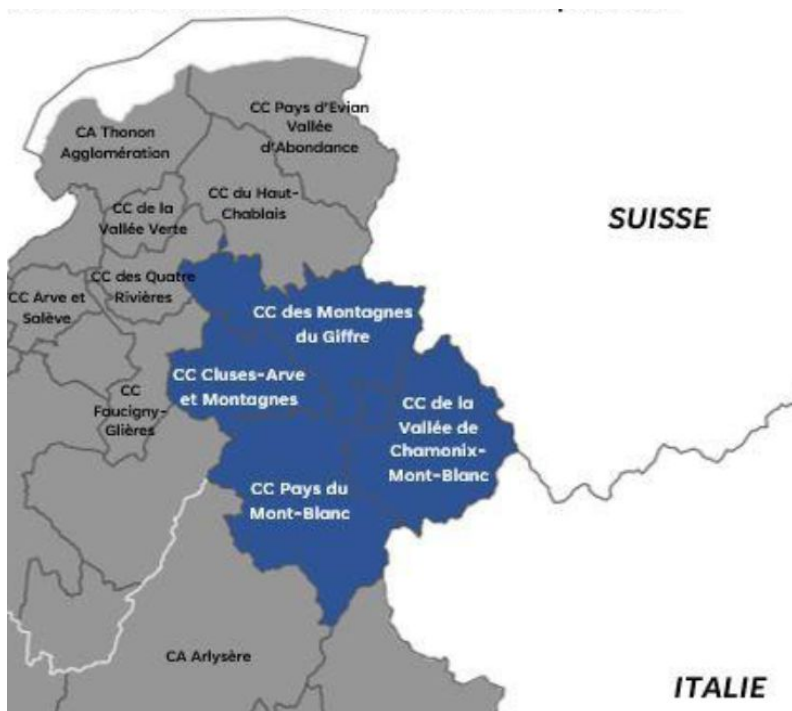 CC Pays d'Evian
Vallée
d'Abondance
CA Thonon
Agglomération
CC du Haut-
Chablais
CC de la
Vallée Verte
SUISSE
CC des Quatre
Rivières
CC Arve et
Salève
CC des Montagnes
du Giffre
CC Cluses-Arve
et Montagnes
CC
Faucigny-
Glières
CC de la
Vallée de
Chamonix-
Mont-Blanc
CC Pays du
Mont-Blanc
CA Arlysère
ITALIE